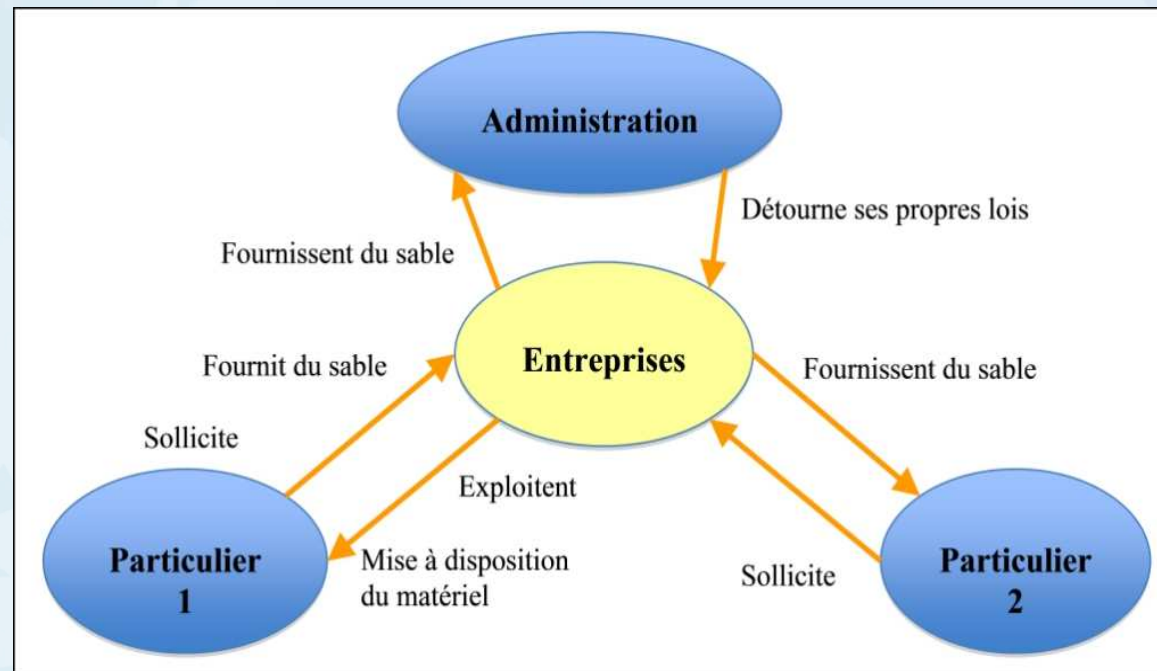 Administration
Détourne ses propres lois
Fournissent du sable
Entreprises
Fournit du sable
Fournissent du sable
Sollicite
Exploitent
Particulier
1
Mise à disposition
du matériel
Sollicite
Particulier
2